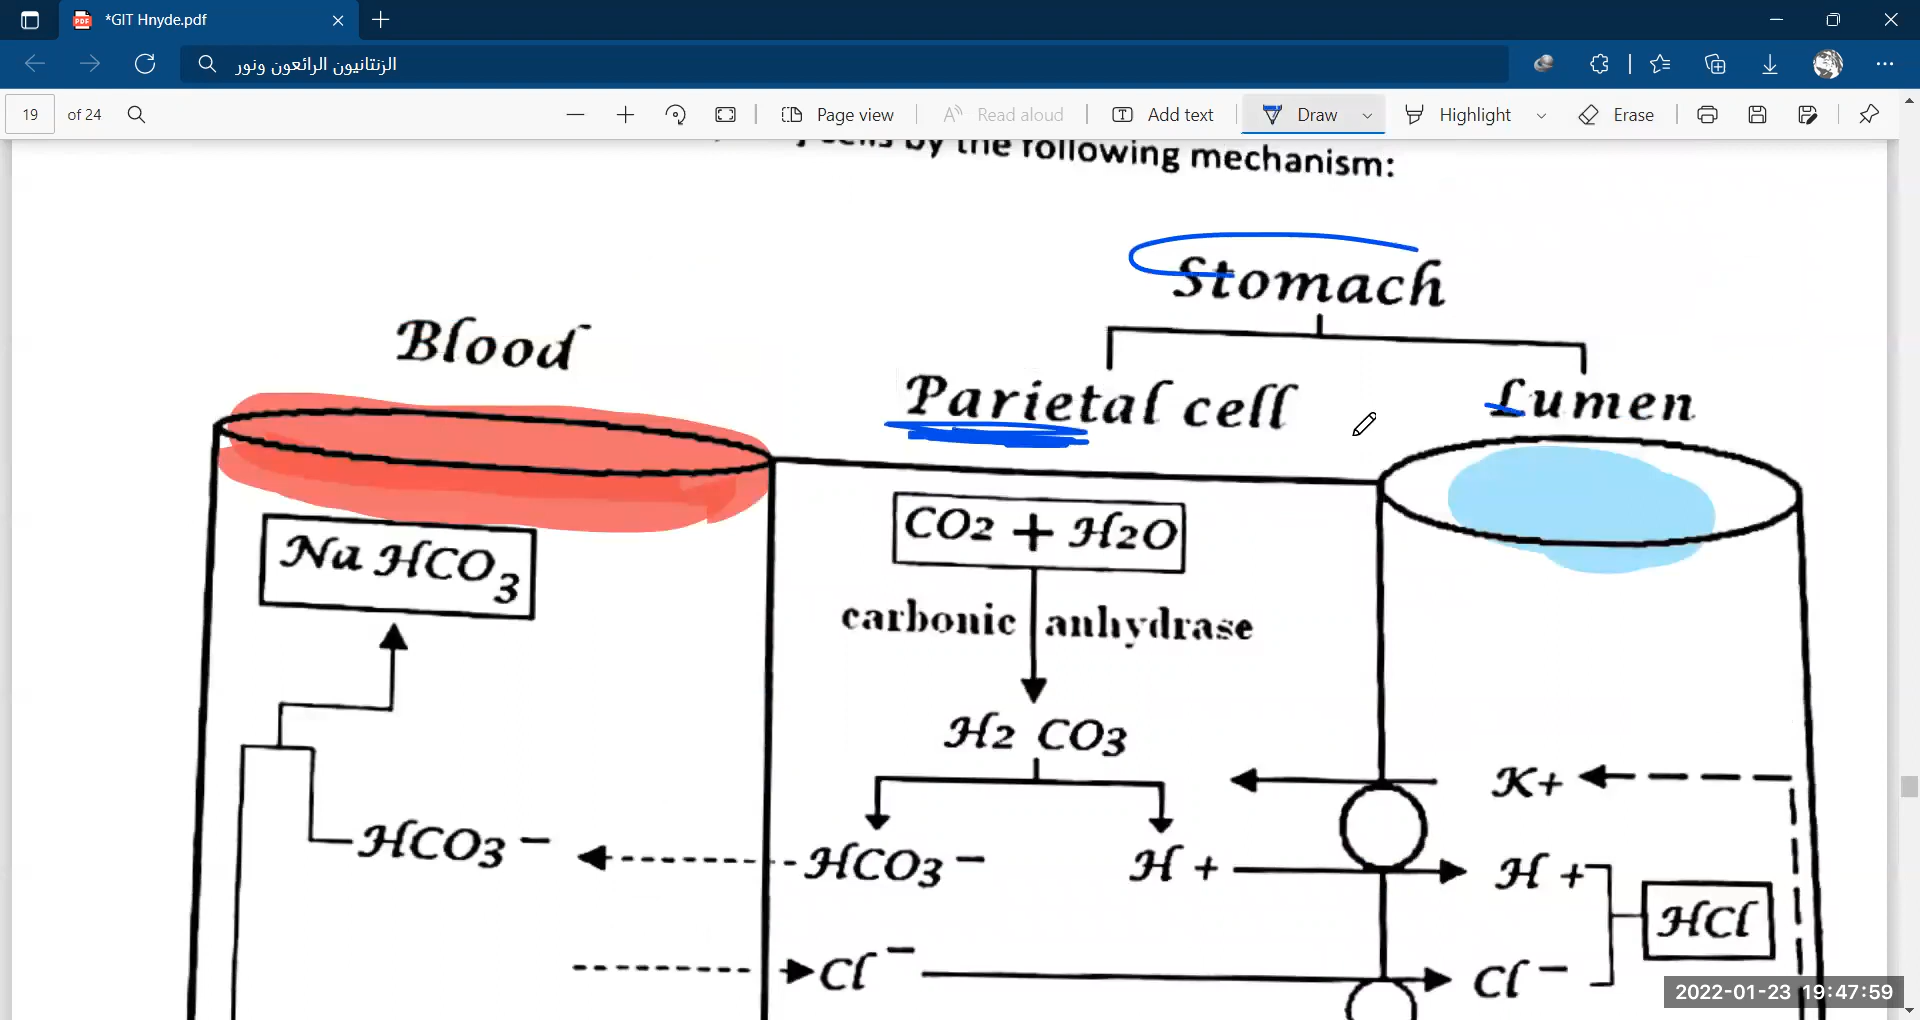 *GIT Hnyde.pdf
الزنتانيون الرائعون ونور
19 of 24 Page view Read aloud Add text Draw Highlight Erase
by the following mechanism:
Stomach
Blood
Parietal cell Lumen
CO2 + H2O
Na HCO3
carbonic anhydrase
H2 CO3
K+
HCO3 - HCO3 - H + H +
HCl
Cl - Cl -
2022-01-23 19:47:59